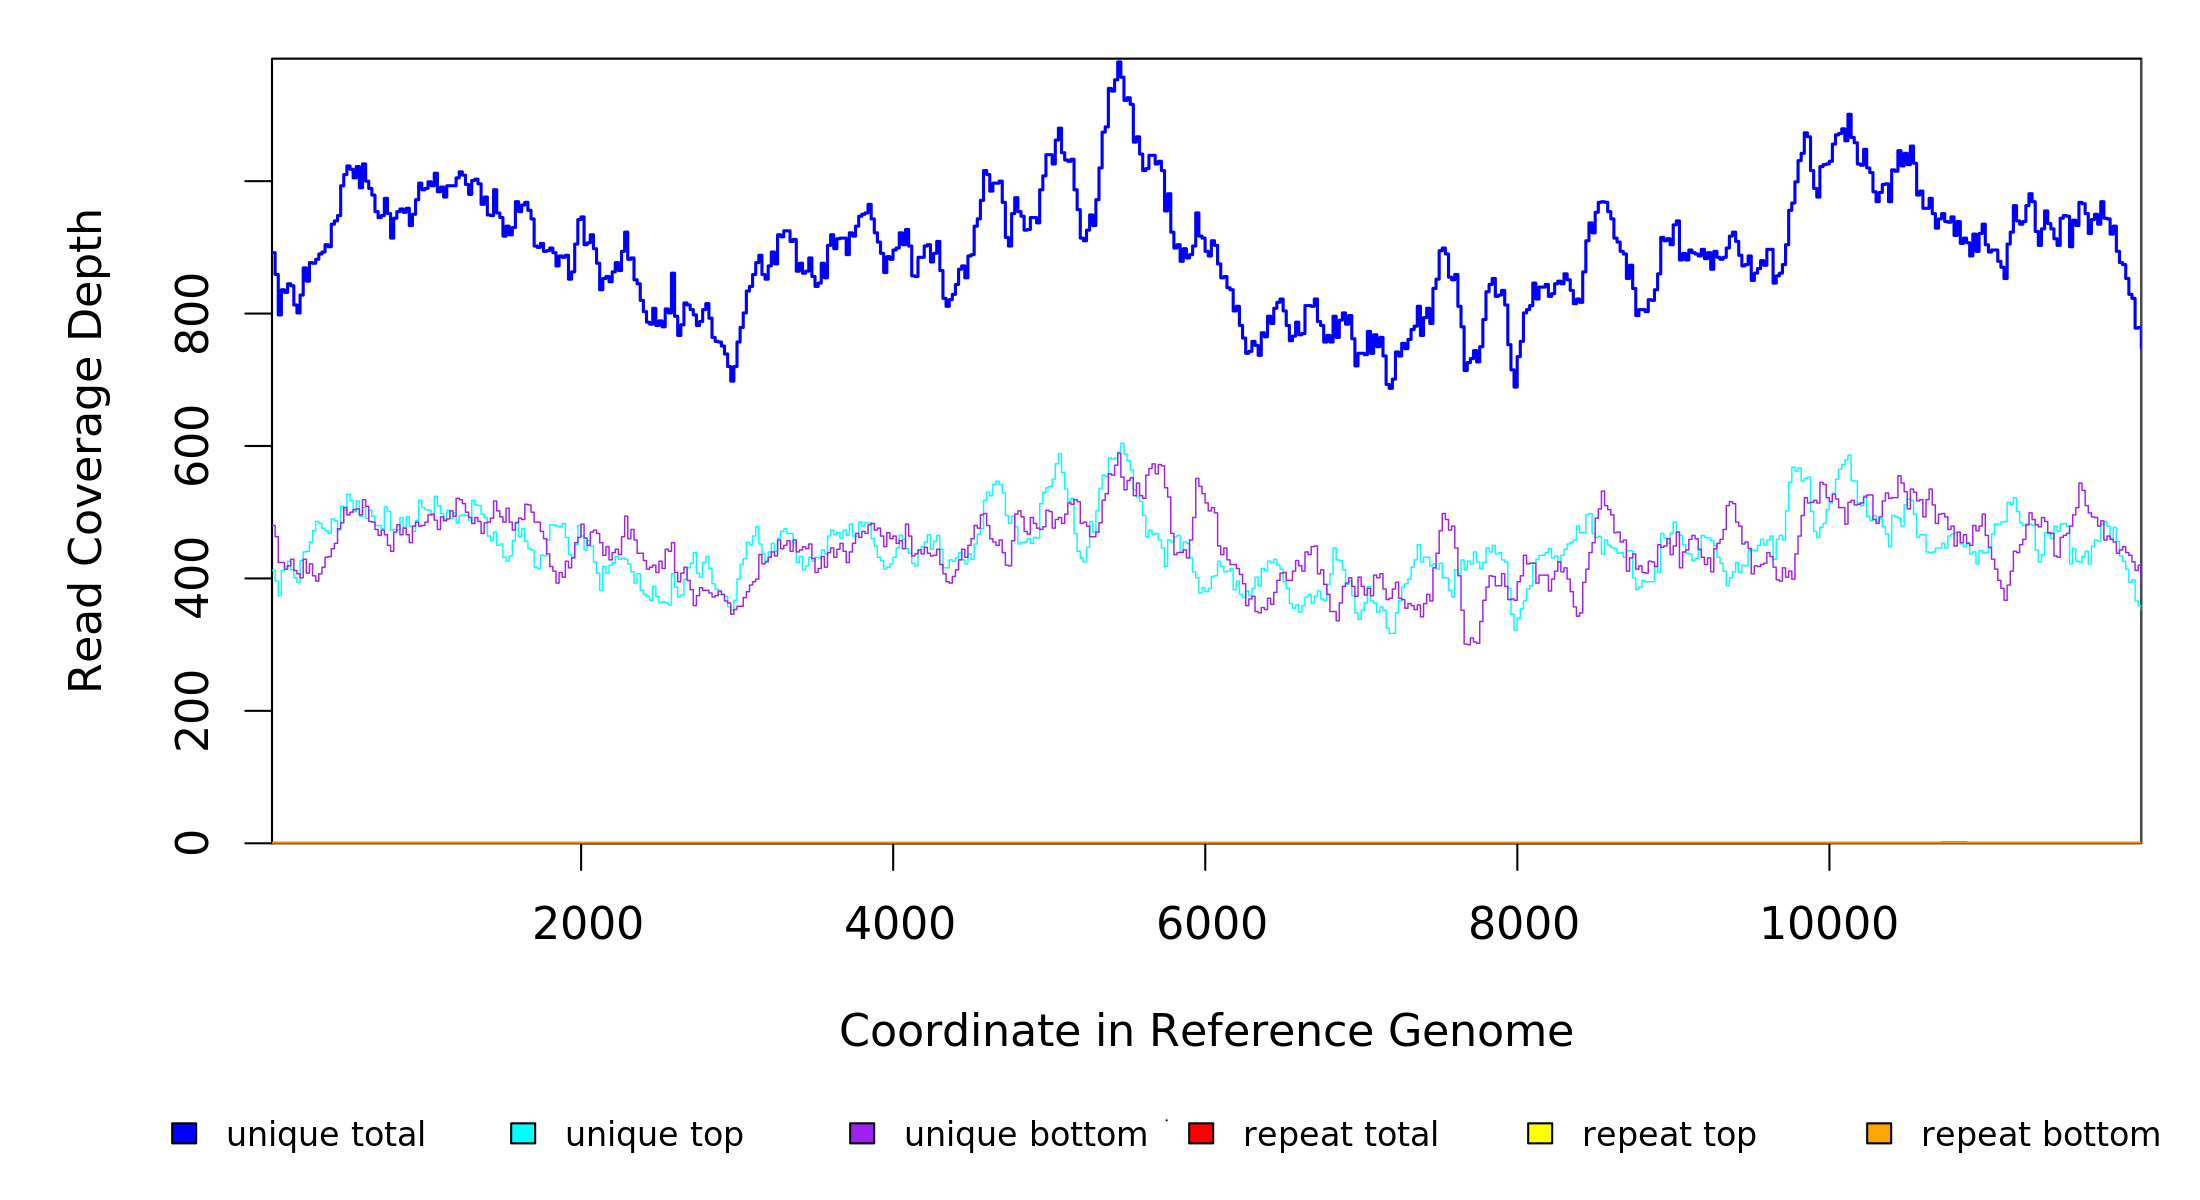 Read Coverage Depth
800
600
400
200
0
2000 4000 6000 8000 10000
Coordinate in Reference Genome
unique total unique top unique bottom repeat total repeat top repeat bottom